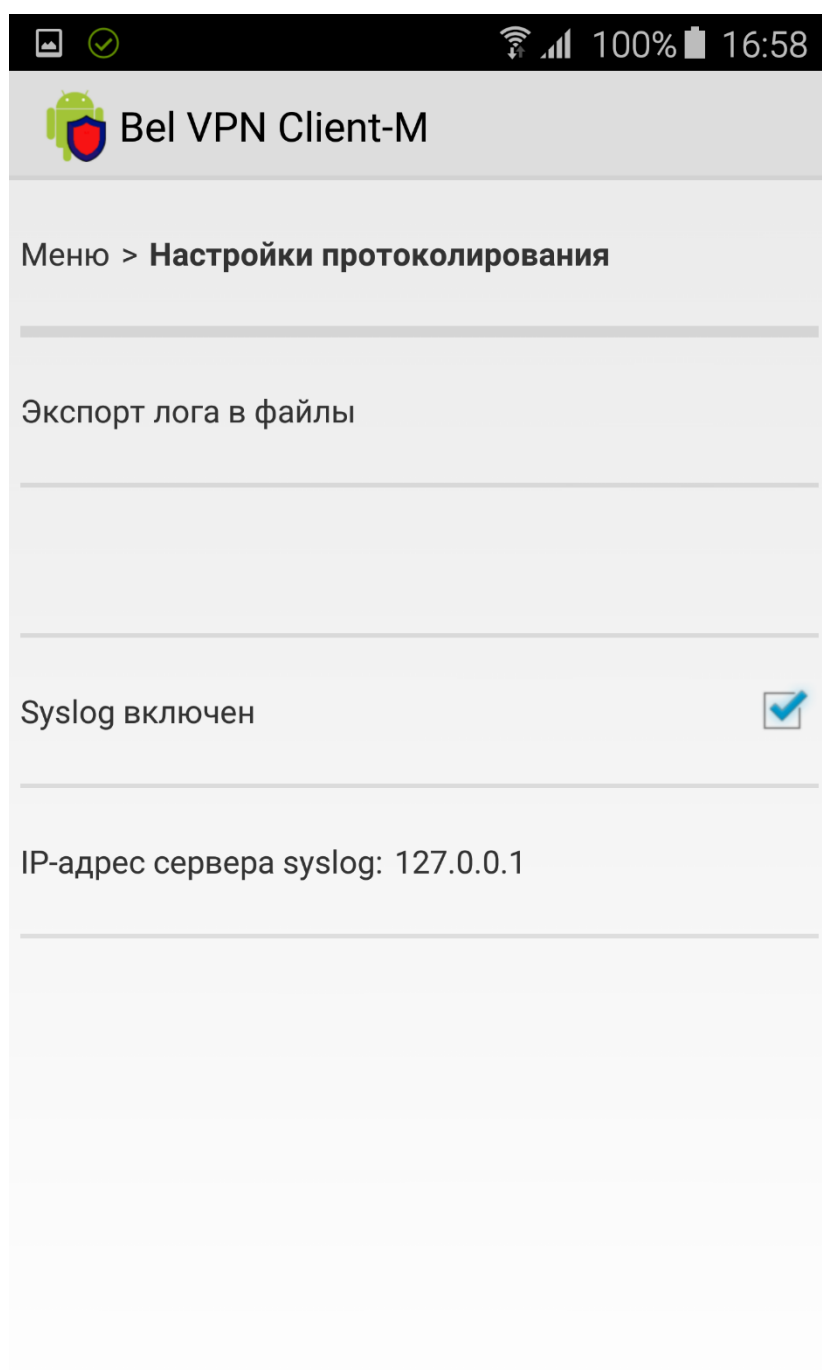 100% 16:58
Bel VPN Client-M
Меню > Настройки протоколирования
Экспорт лога в файлы
Syslog включен
IP-адрес сервера syslog: 127.0.0.1